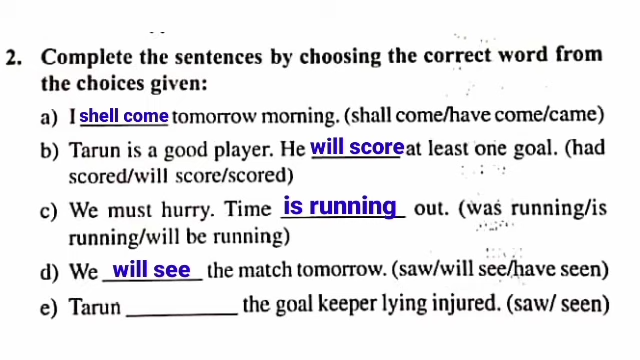 2. Complete the sentences by choosing the correct word from
the choices given:
a) I shell come tomorrow morning. (shall come/have come/came)
b) Tarun is a good player. He will score at least one goal. (had
scored/will score/scored)
c) We must hurry. Time is running out. (was running/is
running/will be running)
d) We will see the match tomorrow. (saw/will see/have seen)
e) Tarun __________ the goal keeper lying injured. (saw/ seen)